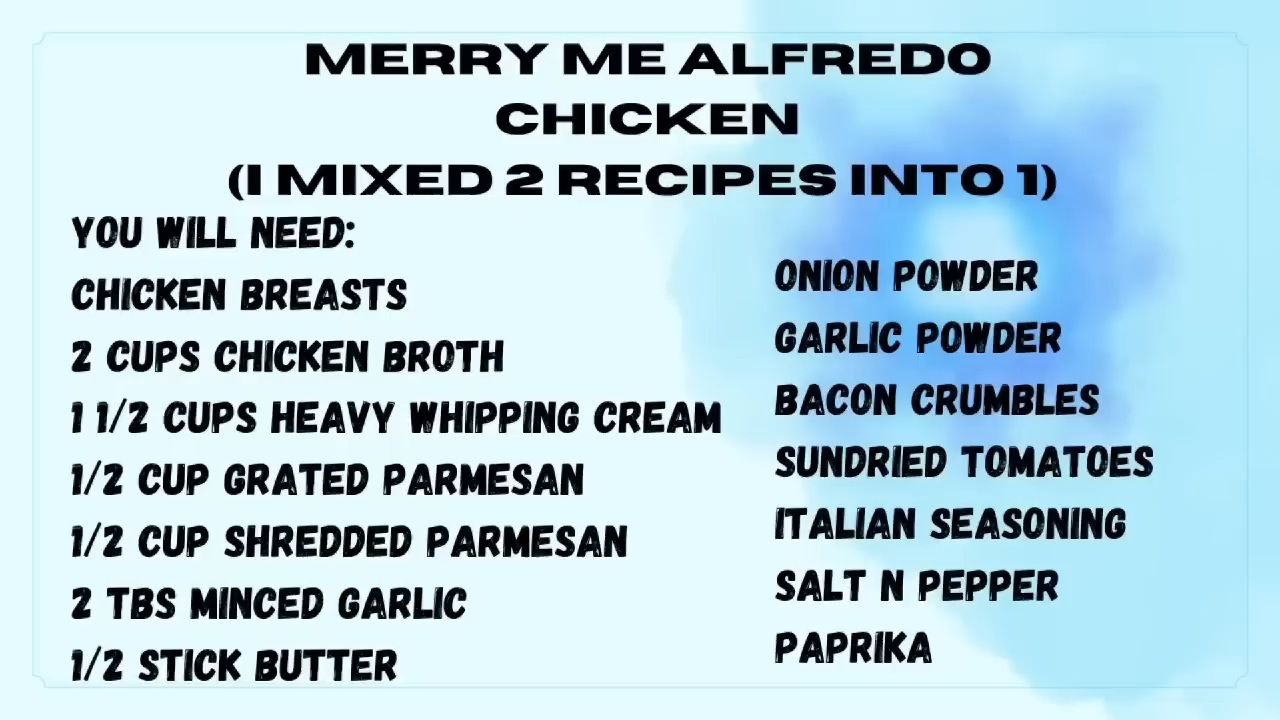 MERRY ME ALFREDO
CHICKEN
(I MIXED 2 RECIPES INTO 1)
YOU WILL NEED:
CHICKEN BREASTS
2 CUPS CHICKEN BROTH
1 1/2 CUPS HEAVY WHIPPING CREAM
1/2 CUP GRATED PARMESAN
1/2 CUP SHREDDED PARMESAN
2 TBS MINCED GARLIC
1/2 STICK BUTTER
ONION POWDER
GARLIC POWDER
BACON CRUMBLES
SUNDRIED TOMATOES
ITALIAN SEASONING
SALT N PEPPER
PAPRIKA